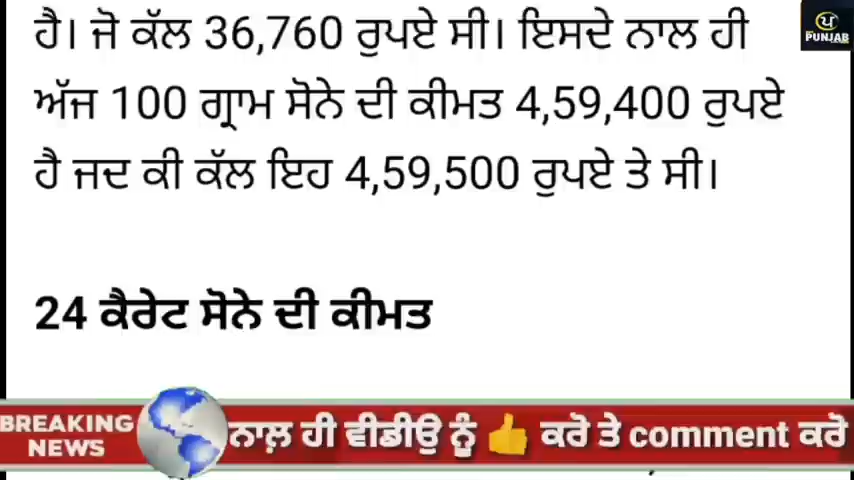 ਹੈ। ਜੋ ਕੱਲ 36,760 ਰੁਪਏ ਸੀ। ਇਸਦੇ ਨਾਲ ਹੀ
ਅੱਜ 100 ਗ੍ਰਾਮ ਸੋਨੇ ਦੀ ਕੀਮਤ 4,59,400 ਰੁਪਏ
ਹੈ ਜਦ ਕੀ ਕੱਲ ਇਹ 4,59,500 ਰੁਪਏ ਤੇ ਸੀ।
24 ਕੈਰੇਟ ਸੋਨੇ ਦੀ ਕੀਮਤ
BREAKING NEWS
ਨਾਲ਼ ਹੀ ਵੀਡੀਉ ਨੂੰ 👍 ਕਰੋ ਤੇ comment ਕਰੋ
ਪ
PUNJAB